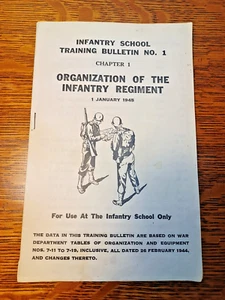 INFANTRY SCHOOL
TRAINING BULLETIN NO. 1
CHAPTER 1
ORGANIZATION OF THE
INFANTRY REGIMENT
1 JANUARY 1945
For Use At The Infantry School Only
THE DATA IN THIS TRAINING BULLETIN ARE BASED ON WAR
DEPARTMENT TABLES OF ORGANIZATION AND EQUIPMENT
NOS. 7-11 TO 7-19, INCLUSIVE, ALL DATED 26 FEBRUARY 1944,
AND CHANGES THERETO.